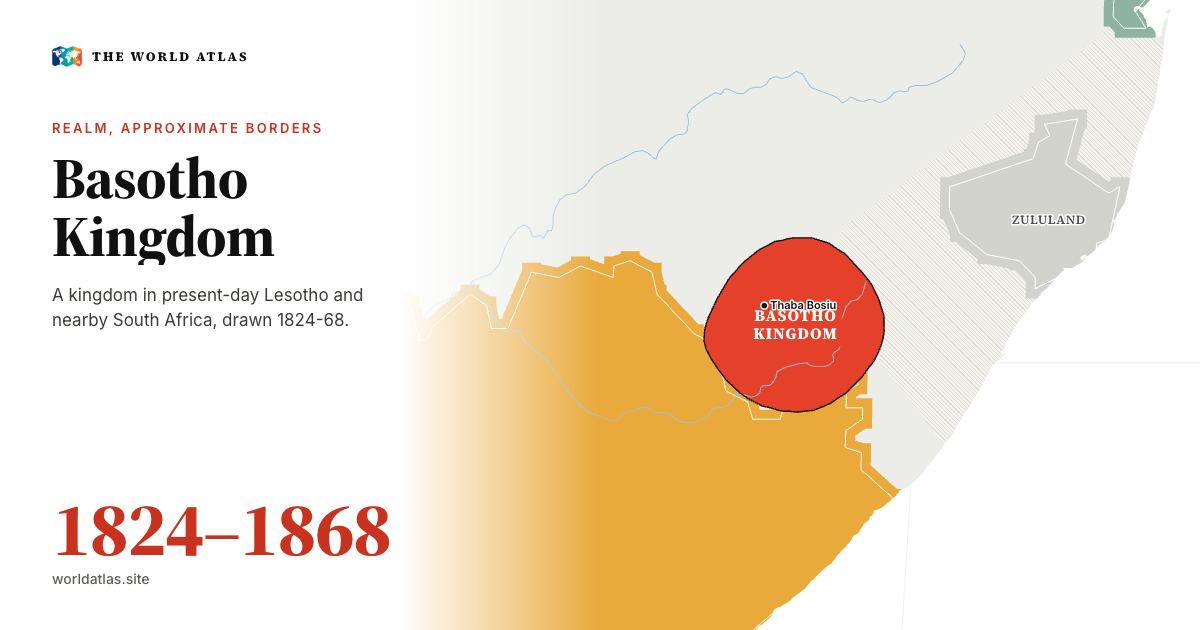 THE WORLD ATLAS
REALM, APPROXIMATE BORDERS
Basotho
Kingdom
A kingdom in present-day Lesotho and
nearby South Africa, drawn 1824-68.
1824–1868
worldatlas.site
ZULULAND
Thaba Bosiu
BASOTHO
KINGDOM